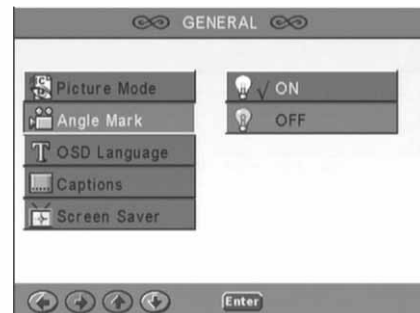 GENERAL
Picture Mode
Angle Mark
OSD Language
Captions
Screen Saver
√ ON
OFF
Enter